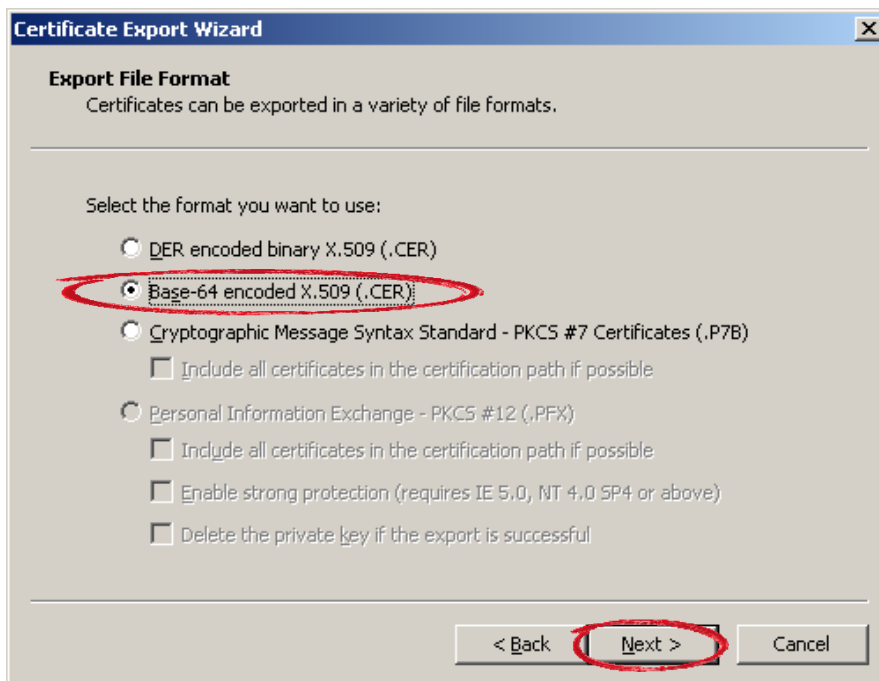 Certificate Export Wizard
Export File Format
Certificates can be exported in a variety of file formats.
Select the format you want to use:
DER encoded binary X.509 (.CER)
Base-64 encoded X.509 (.CER)
Cryptographic Message Syntax Standard - PKCS #7 Certificates (.P7B)
Include all certificates in the certification path if possible
Personal Information Exchange - PKCS #12 (.PFX)
Include all certificates in the certification path if possible
Enable strong protection (requires IE 5.0, NT 4.0 SP4 or above)
Delete the private key if the export is successful
< Back Next > Cancel